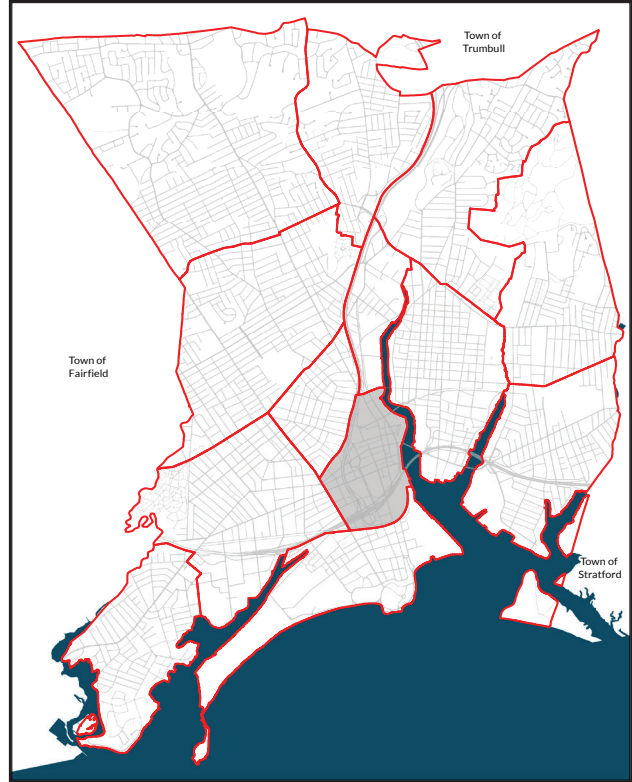 Town of
Trumbull
Town of
Fairfield
Town of
Stratford